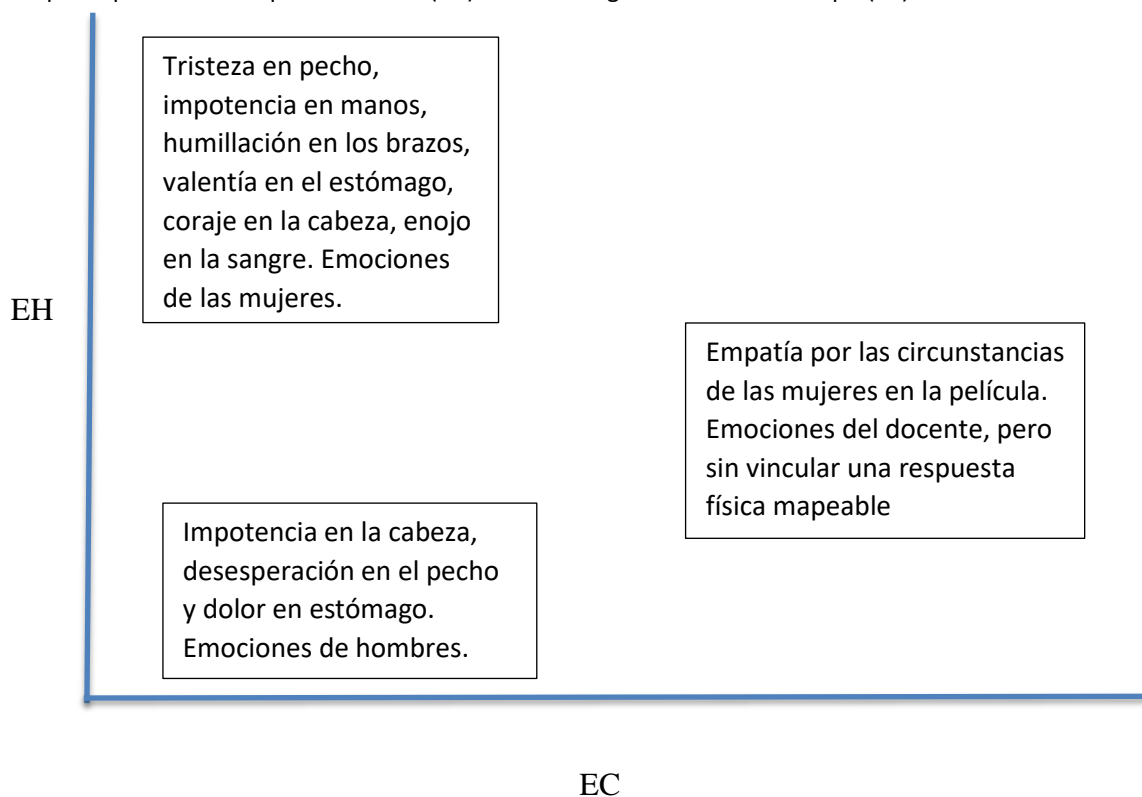 Tristeza en pecho,
impotencia en manos,
humillación en los brazos,
valentía en el estómago,
coraje en la cabeza, enojo
en la sangre. Emociones
de las mujeres.
EH
Empatía por las circunstancias
de las mujeres en la película.
Emociones del docente, pero
sin vincular una respuesta
física mapeable
Impotencia en la cabeza,
desesperación en el pecho
y dolor en estómago.
Emociones de hombres.
EC